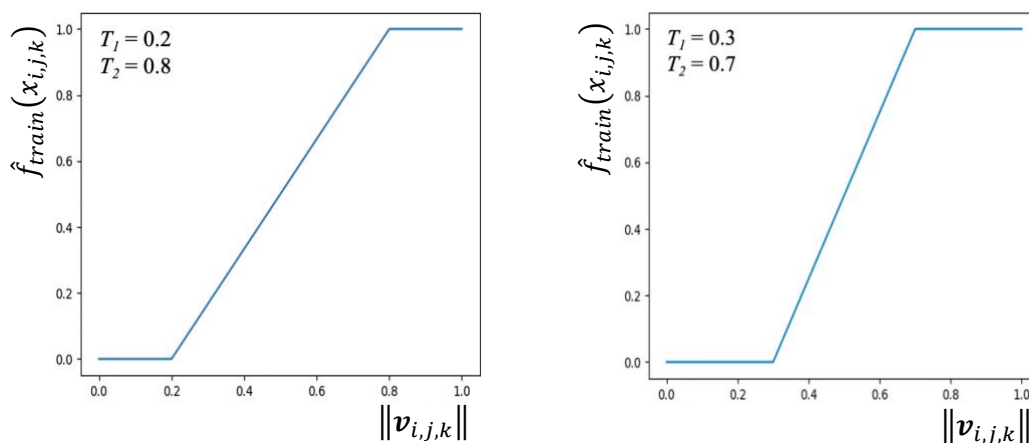 T₁ = 0.2
T₂ = 0.8
f̂train(xi,j,k)
1.0
0.8
0.6
0.4
0.2
0.0
0.0 0.2 0.4 0.6 0.8 1.0
‖vi,j,k‖
T₁ = 0.3
T₂ = 0.7
f̂train(xi,j,k)
1.0
0.8
0.6
0.4
0.2
0.0
0.0 0.2 0.4 0.6 0.8 1.0
‖vi,j,k‖